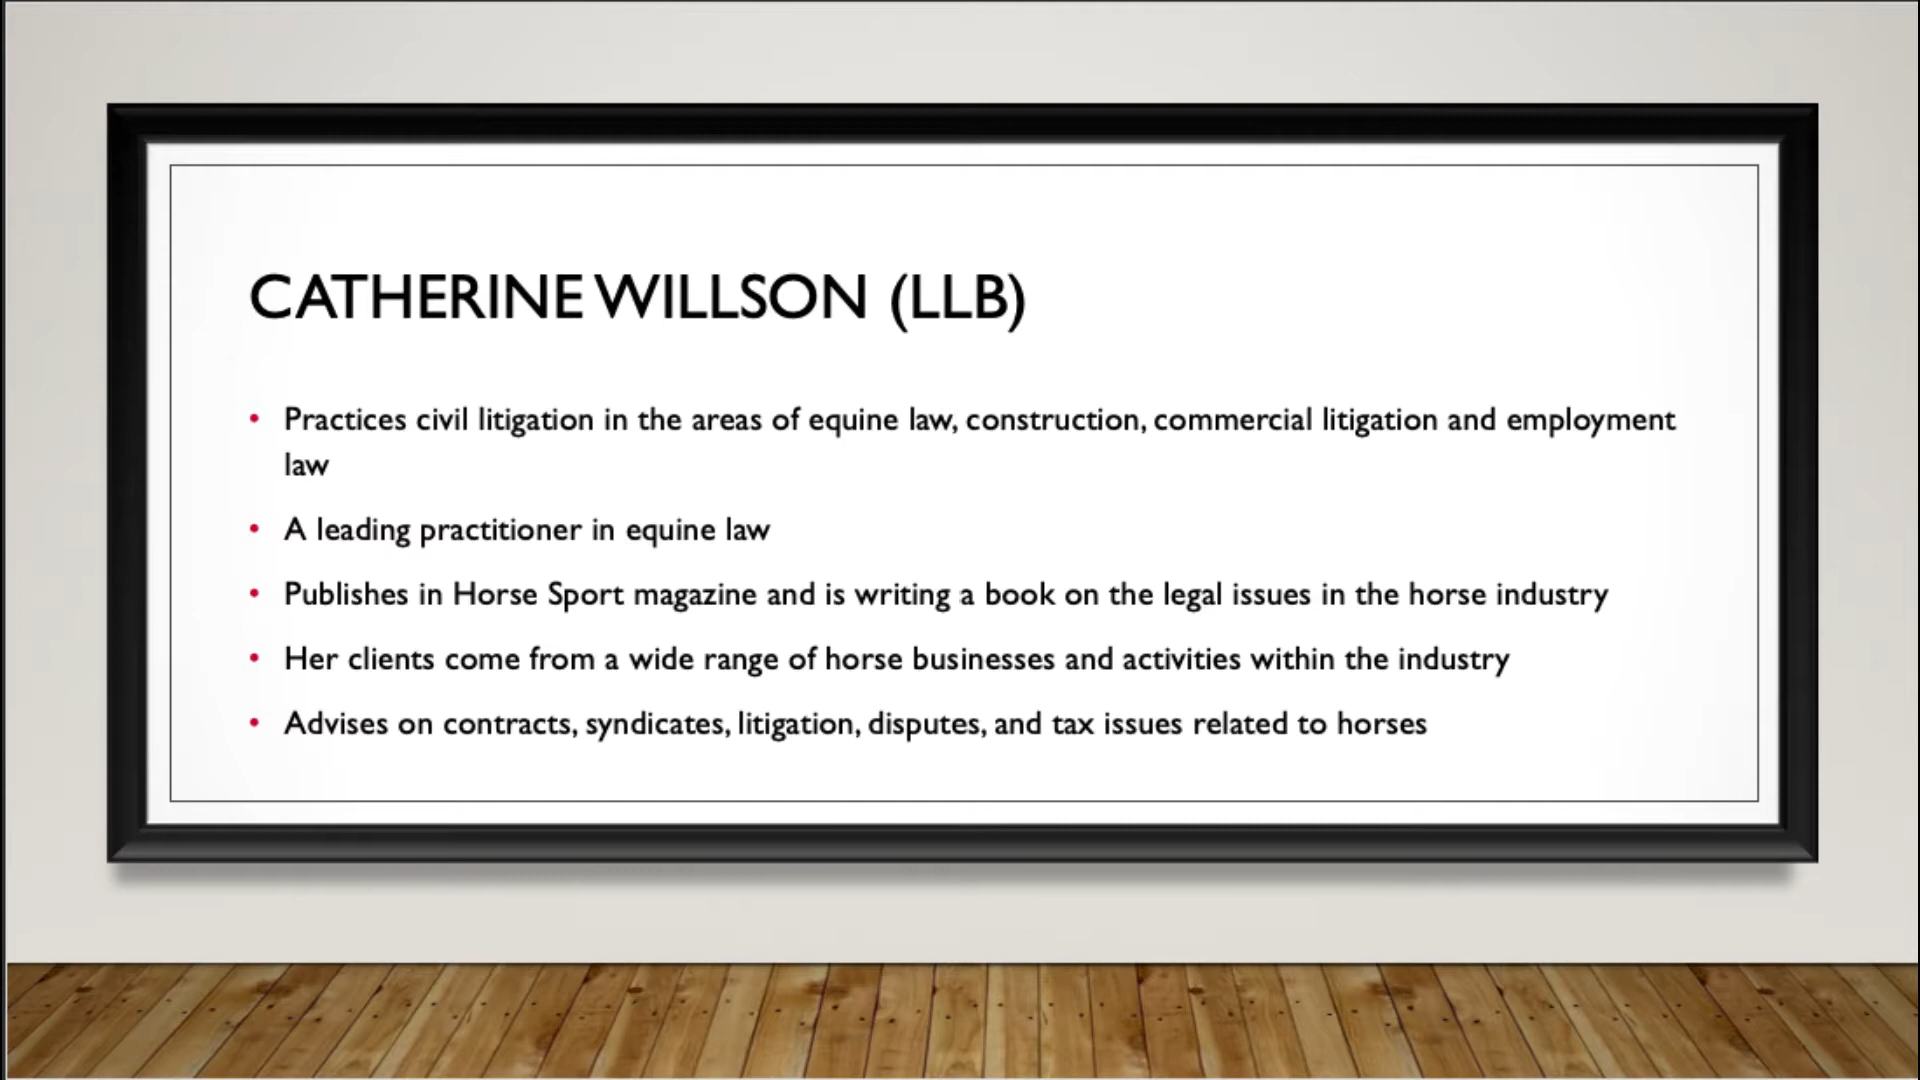 CATHERINE WILLSON (LLB)
• Practices civil litigation in the areas of equine law, construction, commercial litigation and employment
law
• A leading practitioner in equine law
• Publishes in Horse Sport magazine and is writing a book on the legal issues in the horse industry
• Her clients come from a wide range of horse businesses and activities within the industry
• Advises on contracts, syndicates, litigation, disputes, and tax issues related to horses